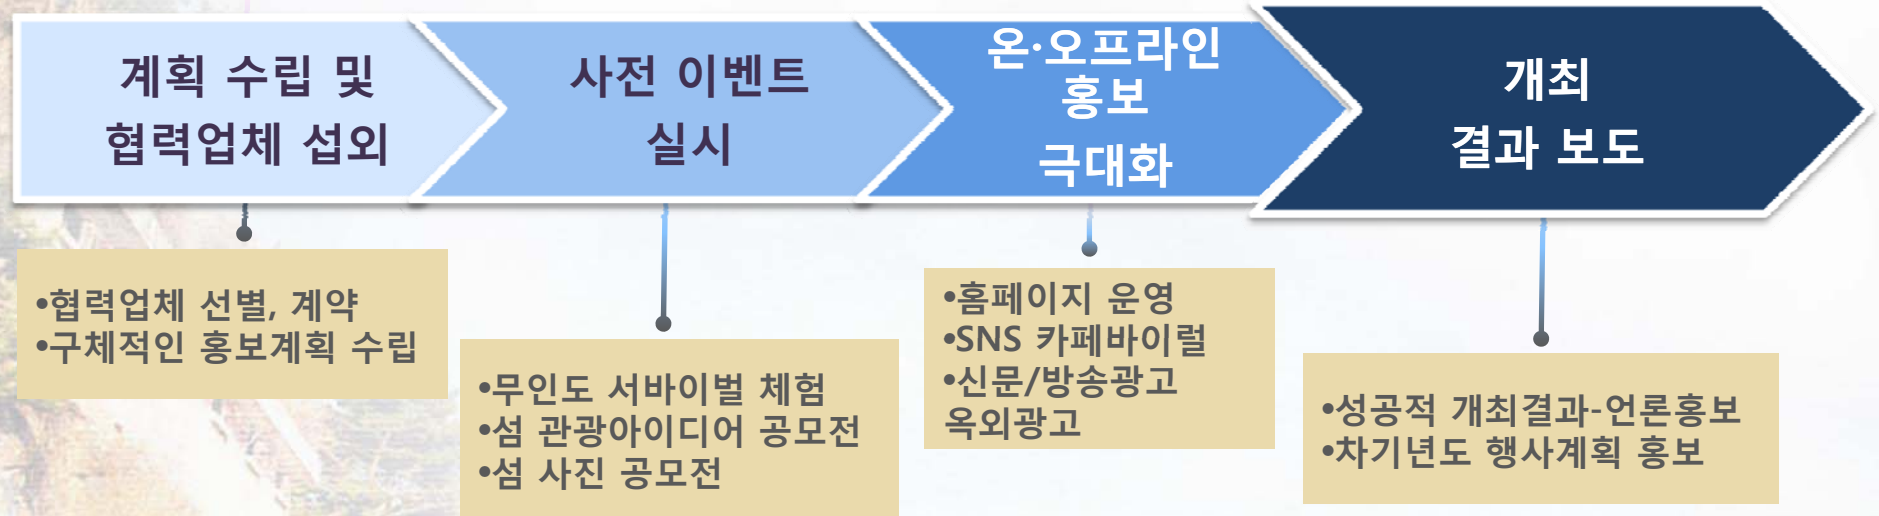 계획 수립 및
협력업체 섭외
사전 이벤트
실시
온·오프라인
홍보
극대화
개최
결과 보도
•협력업체 선별, 계약
•구체적인 홍보계획 수립
•무인도 서바이벌 체험
•섬 관광아이디어 공모전
•섬 사진 공모전
•홈페이지 운영
•SNS 카페바이럴
•신문/방송광고
옥외광고
•성공적 개최결과-언론홍보
•차기년도 행사계획 홍보